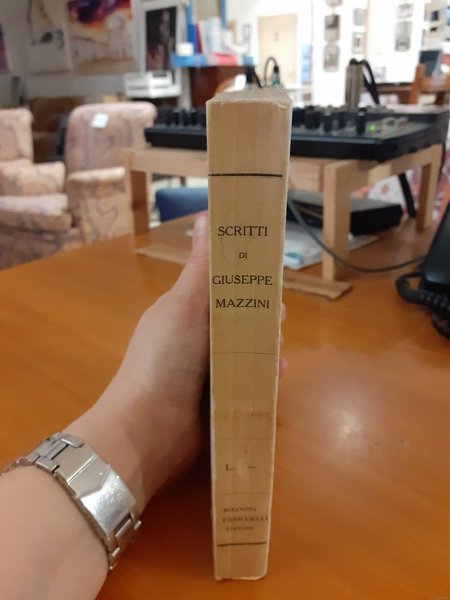 SCRITTI
DI
GIUSEPPE
MAZZINI
L. –
BOLOGNA
ZANICHELLI
EDITORE